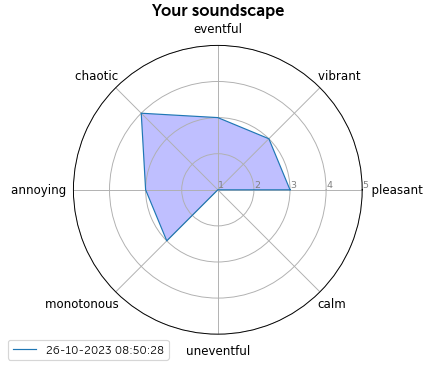 Your soundscape
eventful
chaotic
vibrant
annoying
1 2 3 4 5
pleasant
monotonous
calm
26-10-2023 08:50:28
uneventful